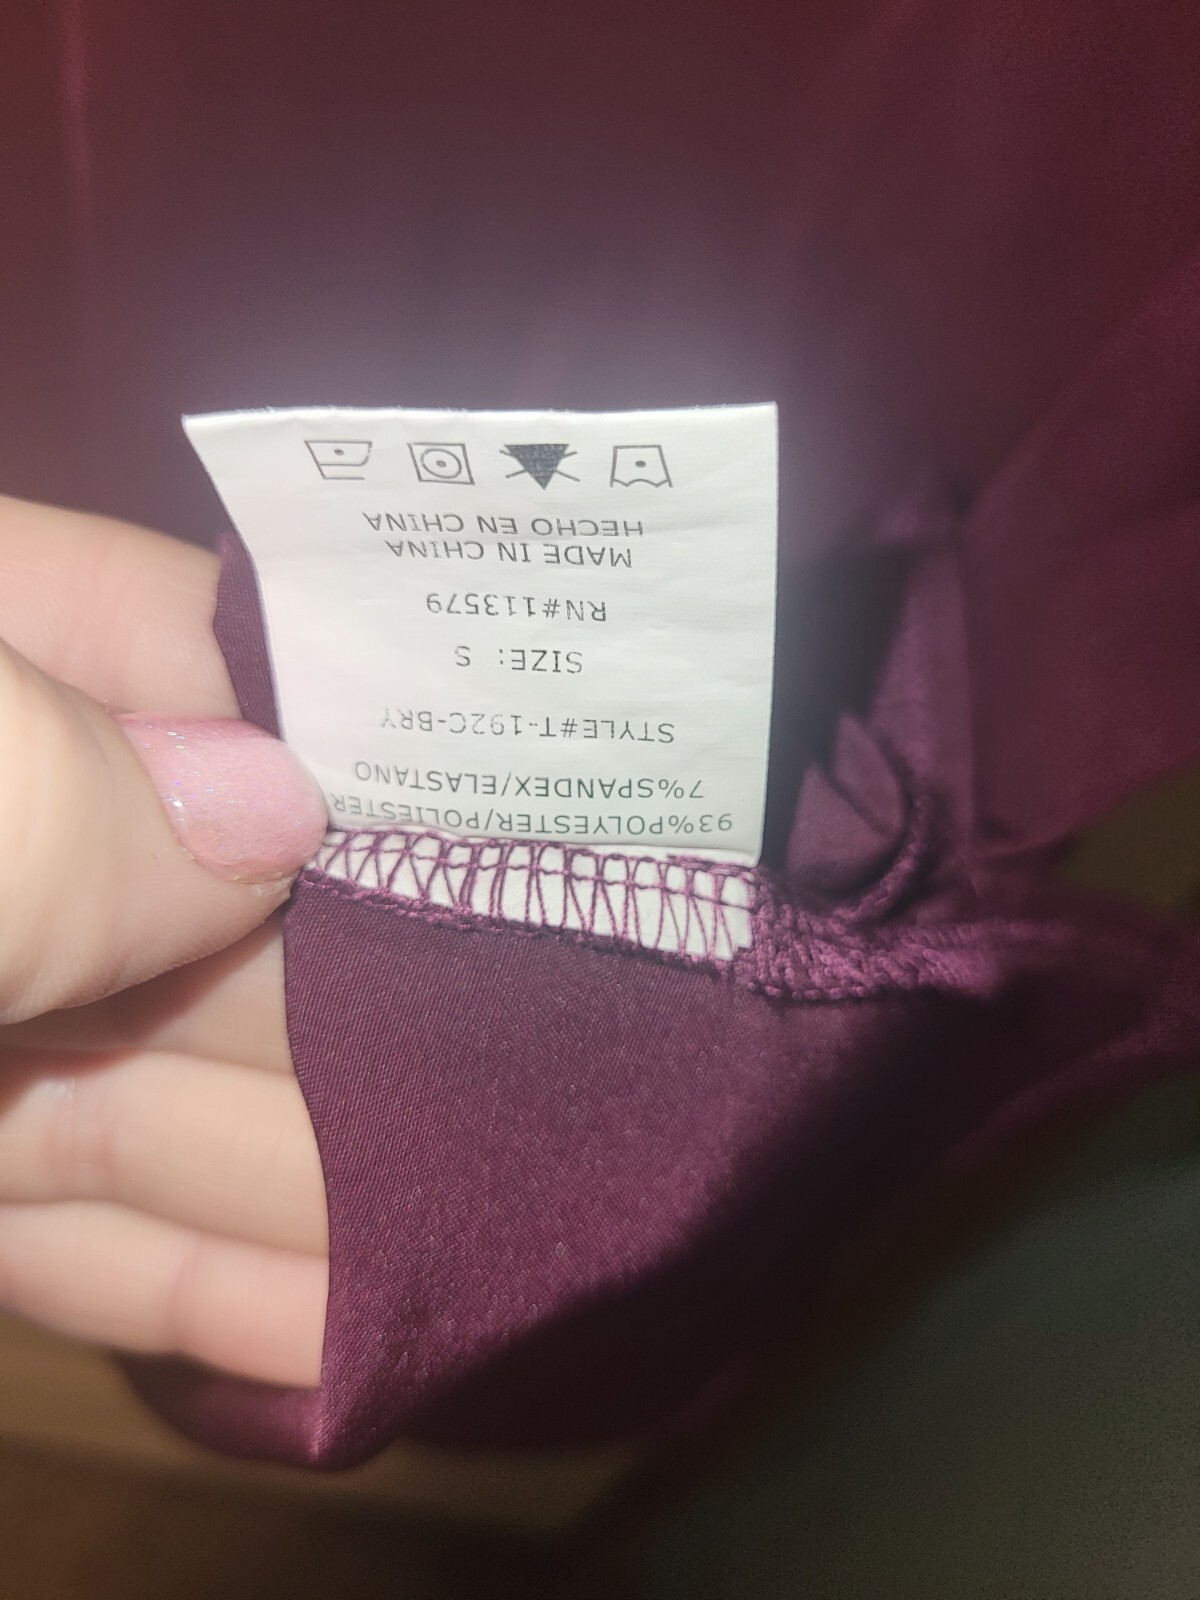 93%POLYESTER/POLIESTER
7%SPANDEX/ELASTANO
STYLE#T-192C-BRY
SIZE: S
RN#113579
MADE IN CHINA
HECHO EN CHINA